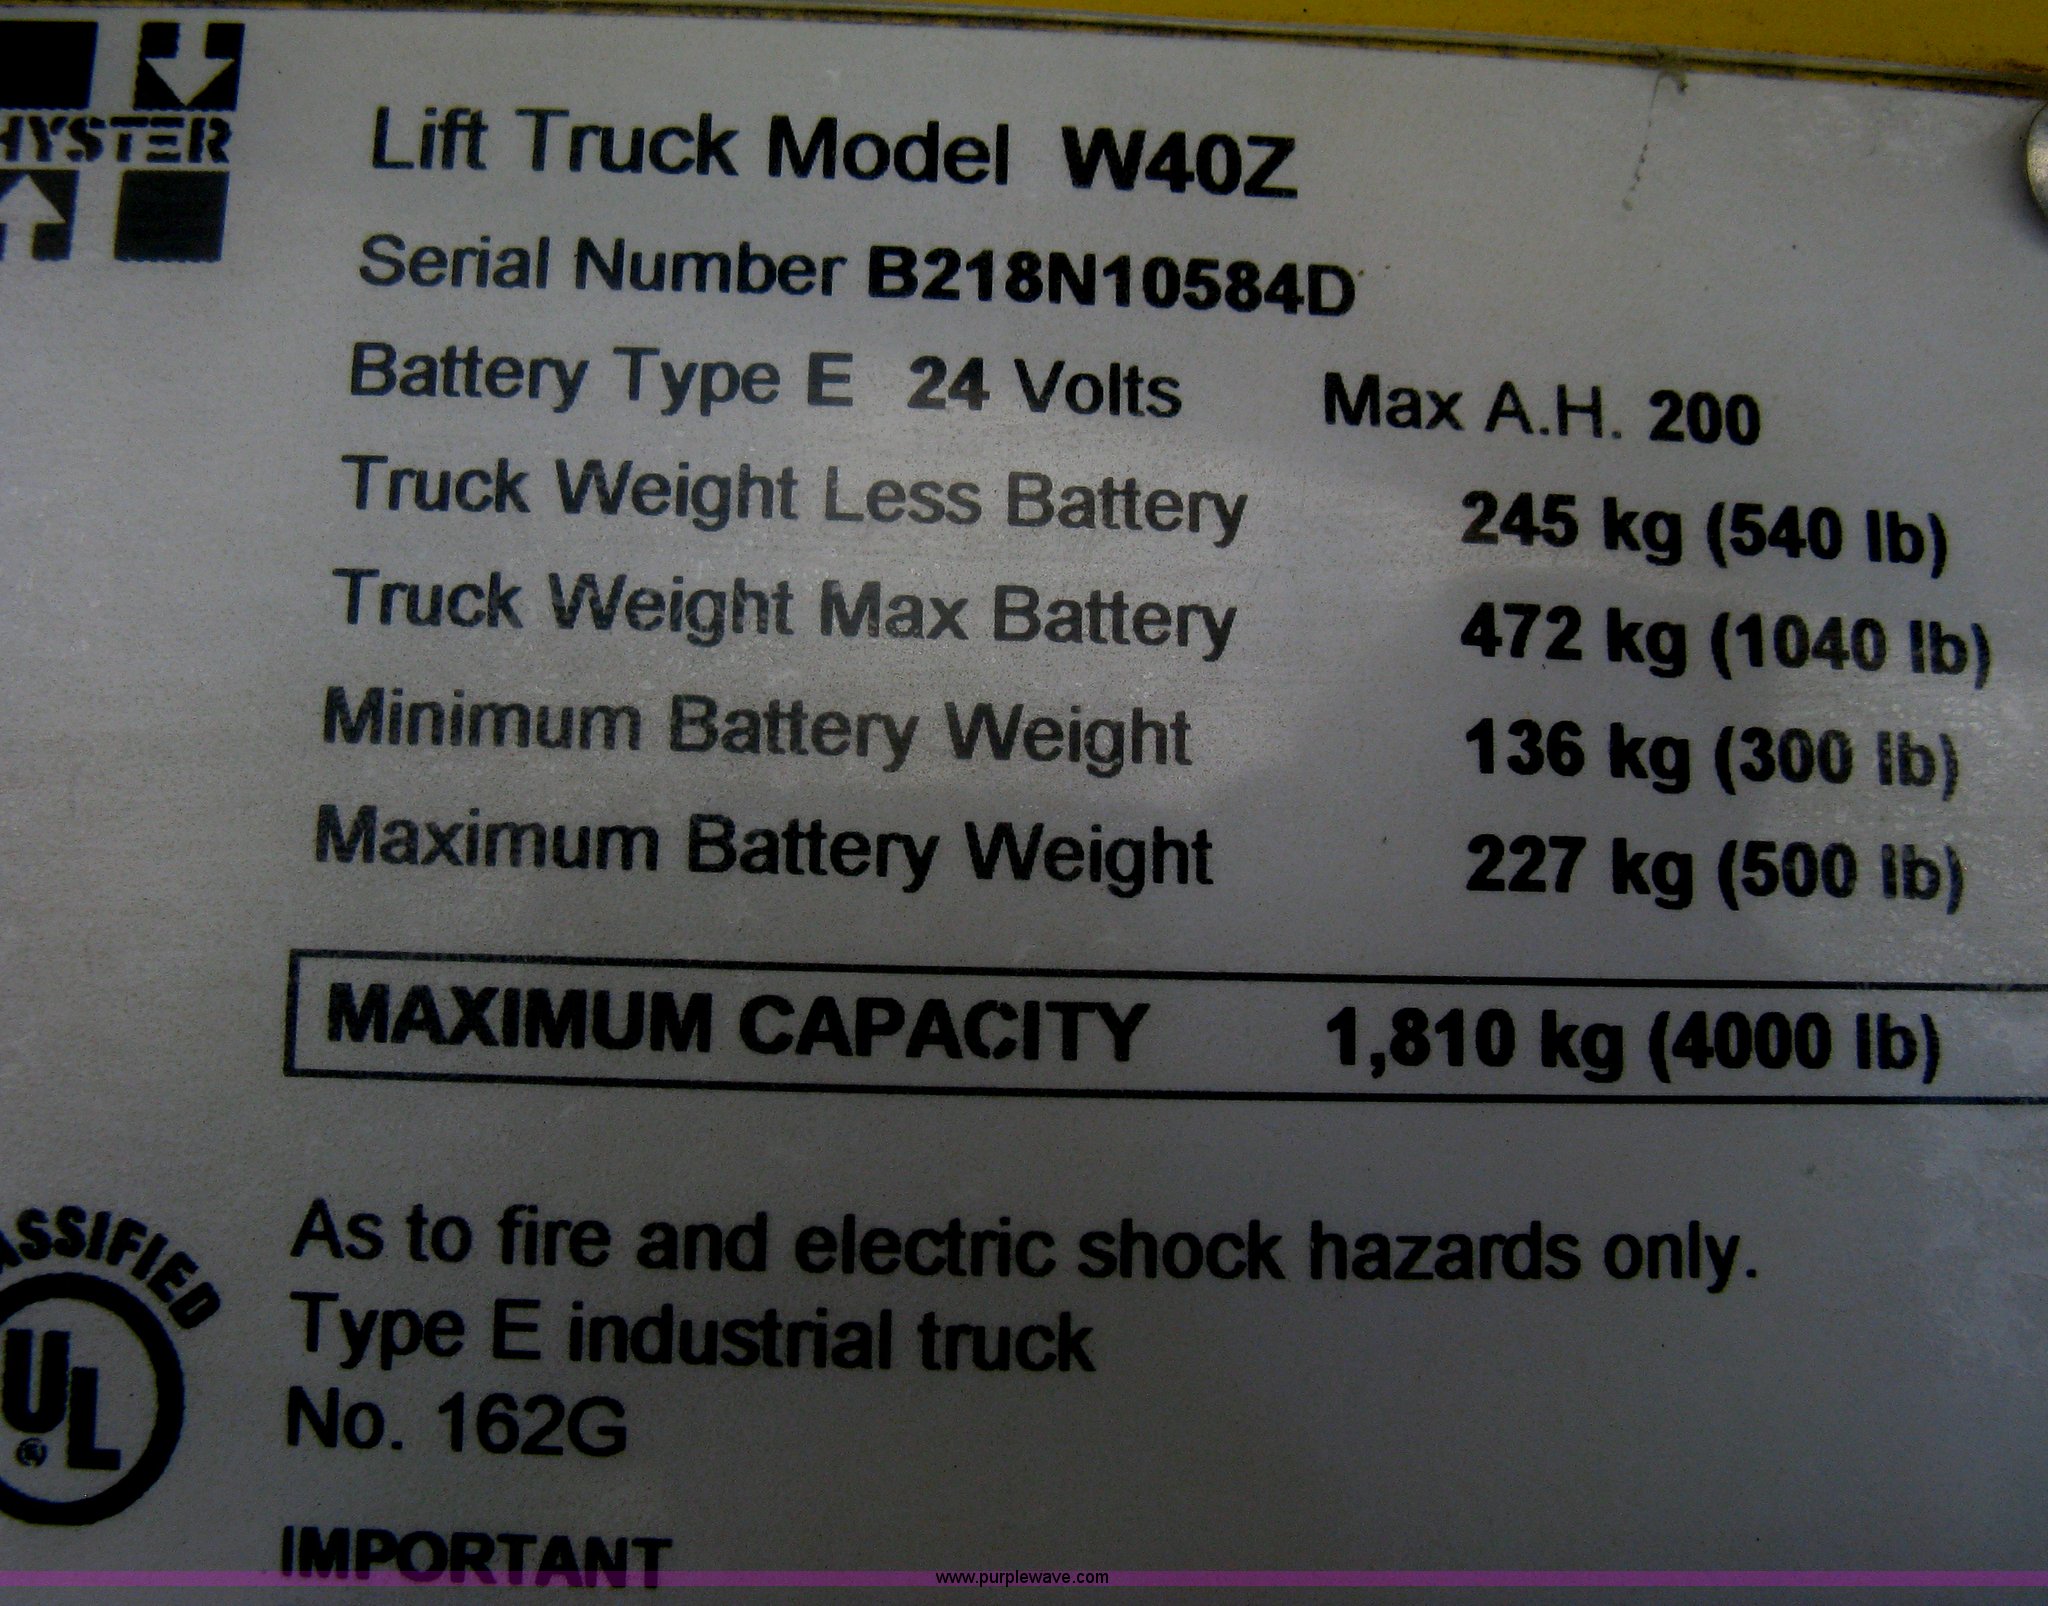 HYSTER
Lift Truck Model W40Z
Serial Number B218N10584D
Battery Type E 24 Volts Max A.H. 200
Truck Weight Less Battery 245 kg (540 lb)
Truck Weight Max Battery 472 kg (1040 lb)
Minimum Battery Weight 136 kg (300 lb)
Maximum Battery Weight 227 kg (500 lb)
MAXIMUM CAPACITY 1,810 kg (4000 lb)
ASSIFIED
UL
®
As to fire and electric shock hazards only.
Type E industrial truck
No. 162G
IMPORTANT
www.purplewave.com